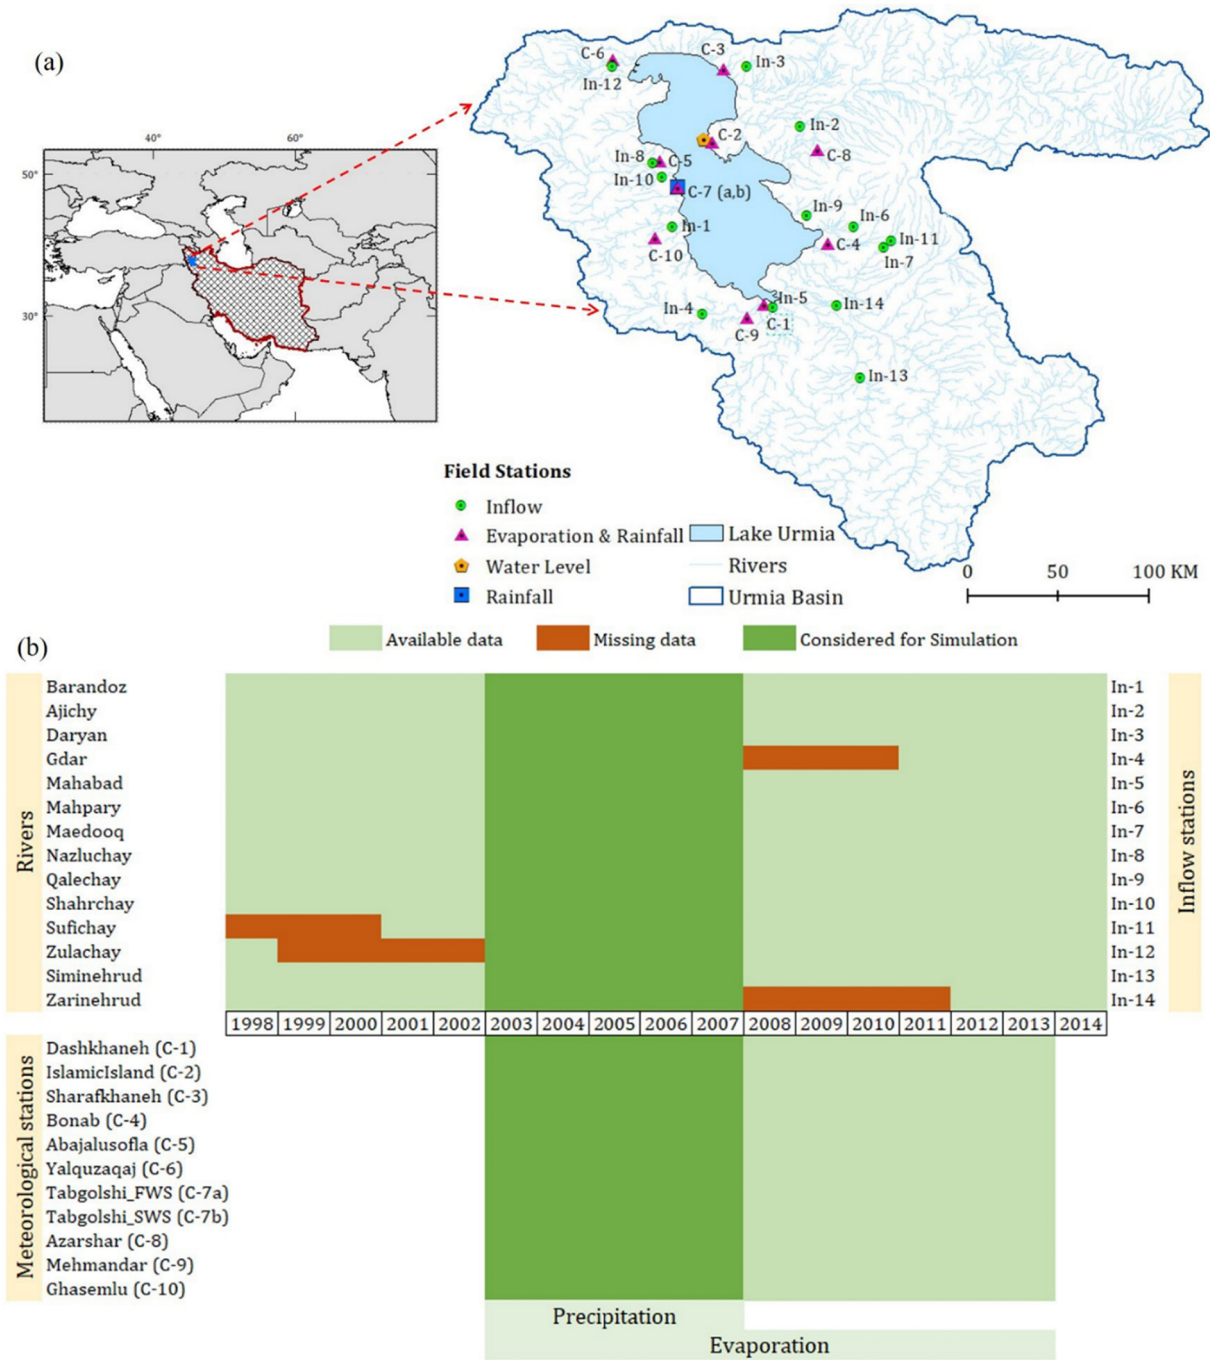 (a)
40°
60°
50°
30°
C-6
In-12
C-3
In-3
In-2
C-2
C-8
In-8
C-5
In-10
C-7 (a,b)
In-9
In-6
In-1
In-11
C-10
C-4
In-7
In-5
In-4
In-14
C-1
C-9
In-13
Field Stations
Inflow
Evaporation & Rainfall
Lake Urmia
Water Level
Rivers
Rainfall
Urmia Basin
0 50 100 KM
(b)
Available data
Missing data
Considered for Simulation
Rivers
Inflow stations
Barandoz In-1
Ajichy In-2
Daryan In-3
Gdar In-4
Mahabad In-5
Mahpary In-6
Maedooq In-7
Nazluchay In-8
Qalechay In-9
Shahrchay In-10
Sufichay In-11
Zulachay In-12
Siminehrud In-13
Zarinehrud In-14
1998 1999 2000 2001 2002 2003 2004 2005 2006 2007 2008 2009 2010 2011 2012 2013 2014
Meteorological stations
Dashkhaneh (C-1)
IslamicIsland (C-2)
Sharafkhaneh (C-3)
Bonab (C-4)
Abajalusofla (C-5)
Yalquzaqaj (C-6)
Tabgolshi_FWS (C-7a)
Tabgolshi_SWS (C-7b)
Azarshar (C-8)
Mehmandar (C-9)
Ghasemlu (C-10)
Precipitation
Evaporation